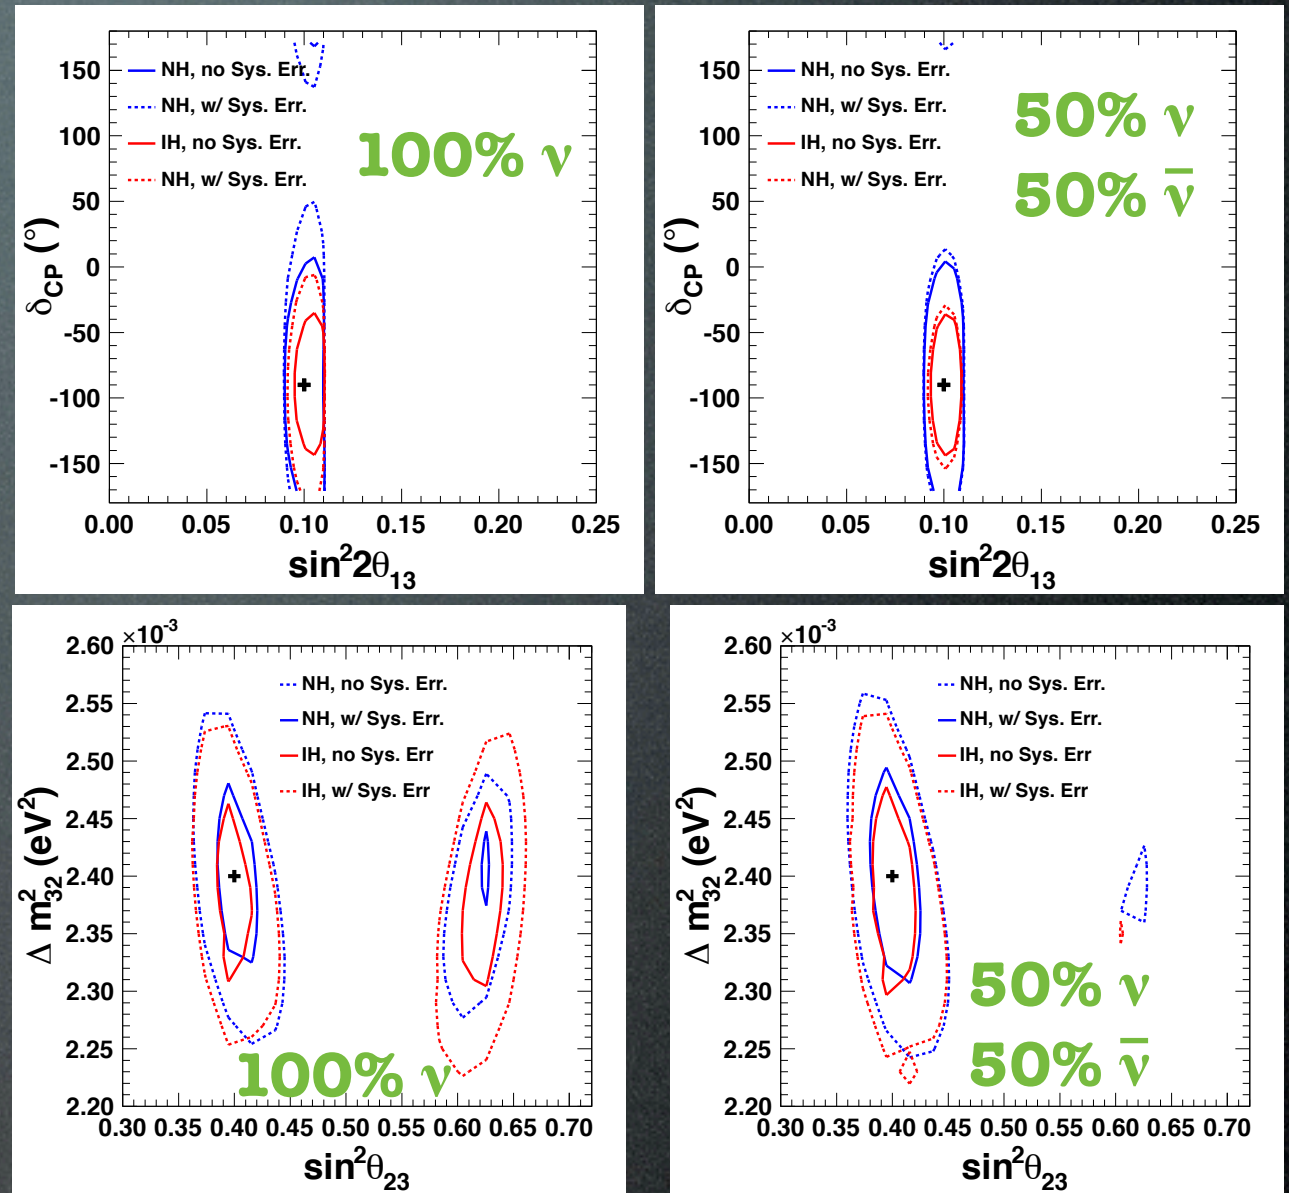 150
100
50
0
-50
-100
-150
δCP (°)
NH, no Sys. Err.
NH, w/ Sys. Err.
IH, no Sys. Err.
NH, w/ Sys. Err.
100% ν
0.00 0.05 0.10 0.15 0.20 0.25
sin²2θ13
150
100
50
0
-50
-100
-150
δCP (°)
NH, no Sys. Err.
NH, w/ Sys. Err.
IH, no Sys. Err.
NH, w/ Sys. Err.
50% ν
50% ν̄
0.00 0.05 0.10 0.15 0.20 0.25
sin²2θ13
×10⁻³
2.60
2.55
2.50
2.45
2.40
2.35
2.30
2.25
2.20
Δ m²32 (eV²)
NH, no Sys. Err.
NH, w/ Sys. Err.
IH, no Sys. Err
IH, w/ Sys. Err
100% ν
0.30 0.35 0.40 0.45 0.50 0.55 0.60 0.65 0.70
sin²θ23
×10⁻³
2.60
2.55
2.50
2.45
2.40
2.35
2.30
2.25
2.20
Δ m²32 (eV²)
NH, no Sys. Err.
NH, w/ Sys. Err.
IH, no Sys. Err
IH, w/ Sys. Err
50% ν
50% ν̄
0.30 0.35 0.40 0.45 0.50 0.55 0.60 0.65 0.70
sin²θ23